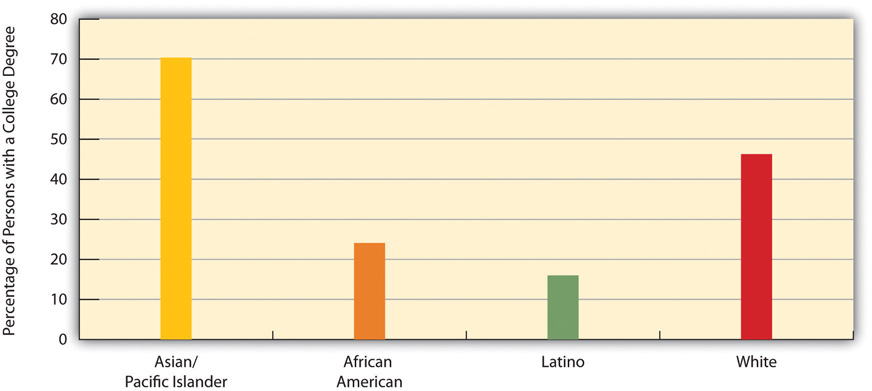 Percentage of Persons with a College Degree
80
70
60
50
40
30
20
10
0
Asian/
Pacific Islander
African
American
Latino
White